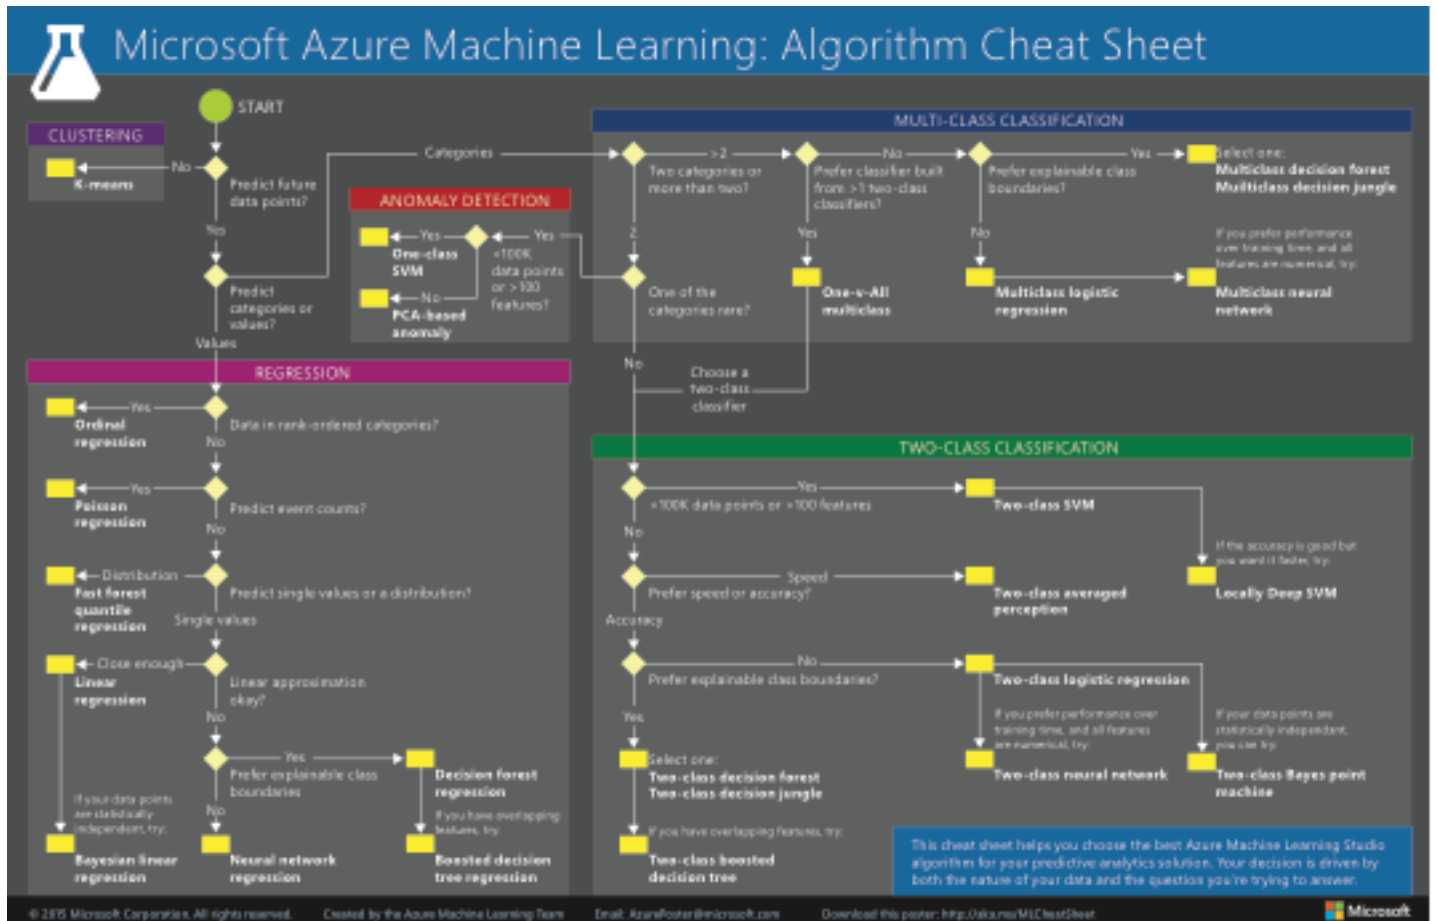 Microsoft Azure Machine Learning: Algorithm Cheat Sheet
START
CLUSTERING
No
K-means
Predict future
data points?
Yes
Predict
categories or
values?
Values
Categories
ANOMALY DETECTION
Yes
One-class
SVM
Yes
<100K
data points
or >100
features?
No
PCA-based
anomaly
MULTI-CLASS CLASSIFICATION
Two categories or
more than two?
>2
Prefer classifier built
from >1 two-class
classifiers?
No
Prefer explainable class
boundaries?
Yes
Select one:
Multiclass decision forest
Muilticlass decision jungle
2
Yes
No
If you prefer performance
over training time, and all
features are numerical, try:
One of the
categories rare?
One-v-All
multiclass
Multiclass logistic
regression
Multiclass neural
network
No
Choose a
two-class
classifier
REGRESSION
Yes
Ordinal
regression
Data in rank-ordered categories?
No
Yes
Poisson
regression
Predict event counts?
No
Distribution
Fast forest
quantile
regression
Predict single values or a distribution?
Single values
Close enough
Linear
regression
Linear approximation
okay?
No
Yes
Prefer explainable class
boundaries
Decision forest
regression
No
If your data points
are statistically
independent, try:
If you have overlapping
features, try:
Bayesian linear
regression
Neural network
regression
Boosted decision
tree regression
TWO-CLASS CLASSIFICATION
Yes
<100K data points or >100 features
Two-class SVM
No
If the accuracy is good but
you want it faster, try:
Speed
Prefer speed or accuracy?
Two-class averaged
perception
Locally Deep SVM
Accuracy
No
Prefer explainable class boundaries?
Two-class logistic regression
Yes
If you prefer performance over
training time, and all features
are numerical, try:
If your data points are
statistically independent,
you can try:
Select one:
Two-class decision forest
Two-class decision jungle
Two-class neural network
Two-class Bayes point
machine
If you have overlapping features, try:
Two-class boosted
decision tree
This cheat sheet helps you choose the best Azure Machine Learning Studio
algorithm for your predictive analytics solution. Your decision is driven by
both the nature of your data and the question you're trying to answer.
© 2015 Microsoft Corporation. All rights reserved.
Created by the Azure Machine Learning Team
Email: AzurePoster@microsoft.com
Download this poster: http://aka.ms/MLCheatSheet
Microsoft